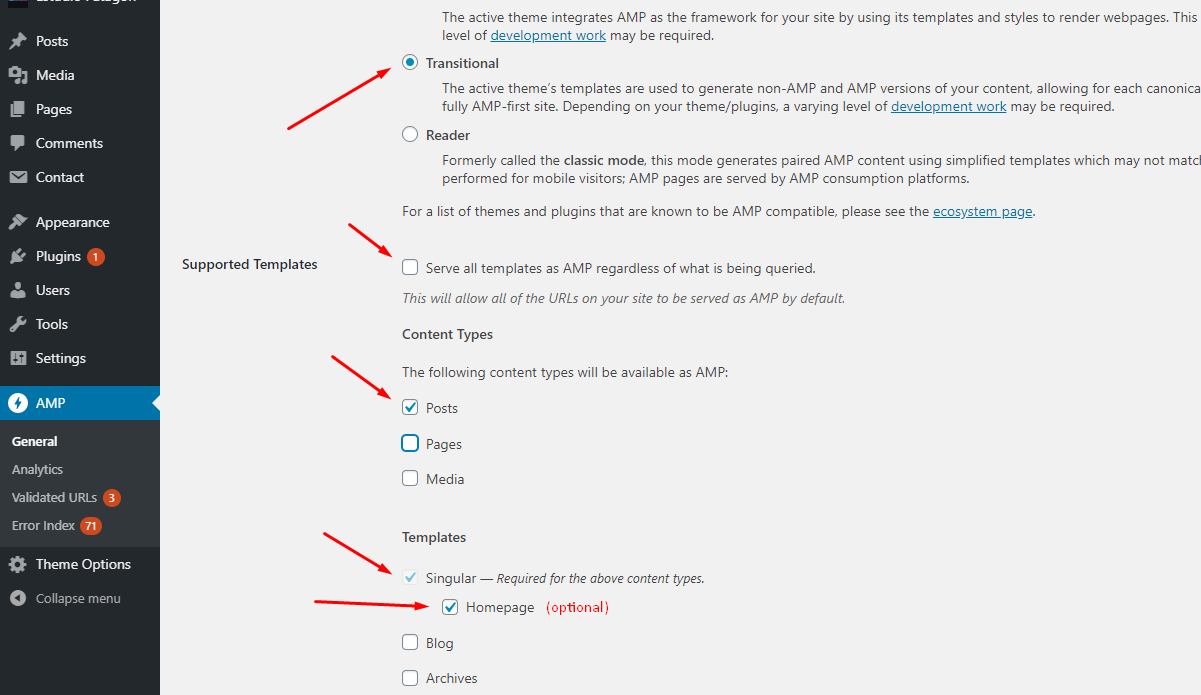 Posts
Media
Pages
Comments
Contact
Appearance
Plugins 1
Users
Tools
Settings
AMP
General
Analytics
Validated URLs 3
Error Index 71
Theme Options
Collapse menu
The active theme integrates AMP as the framework for your site by using its templates and styles to render webpages. This
level of development work may be required.
Transitional
The active theme's templates are used to generate non-AMP and AMP versions of your content, allowing for each canonica
fully AMP-first site. Depending on your theme/plugins, a varying level of development work may be required.
Reader
Formerly called the classic mode, this mode generates paired AMP content using simplified templates which may not match
performed for mobile visitors; AMP pages are served by AMP consumption platforms.
For a list of themes and plugins that are known to be AMP compatible, please see the ecosystem page.
Supported Templates
Serve all templates as AMP regardless of what is being queried.
This will allow all of the URLs on your site to be served as AMP by default.
Content Types
The following content types will be available as AMP:
Posts
Pages
Media
Templates
Singular — Required for the above content types.
Homepage (optional)
Blog
Archives